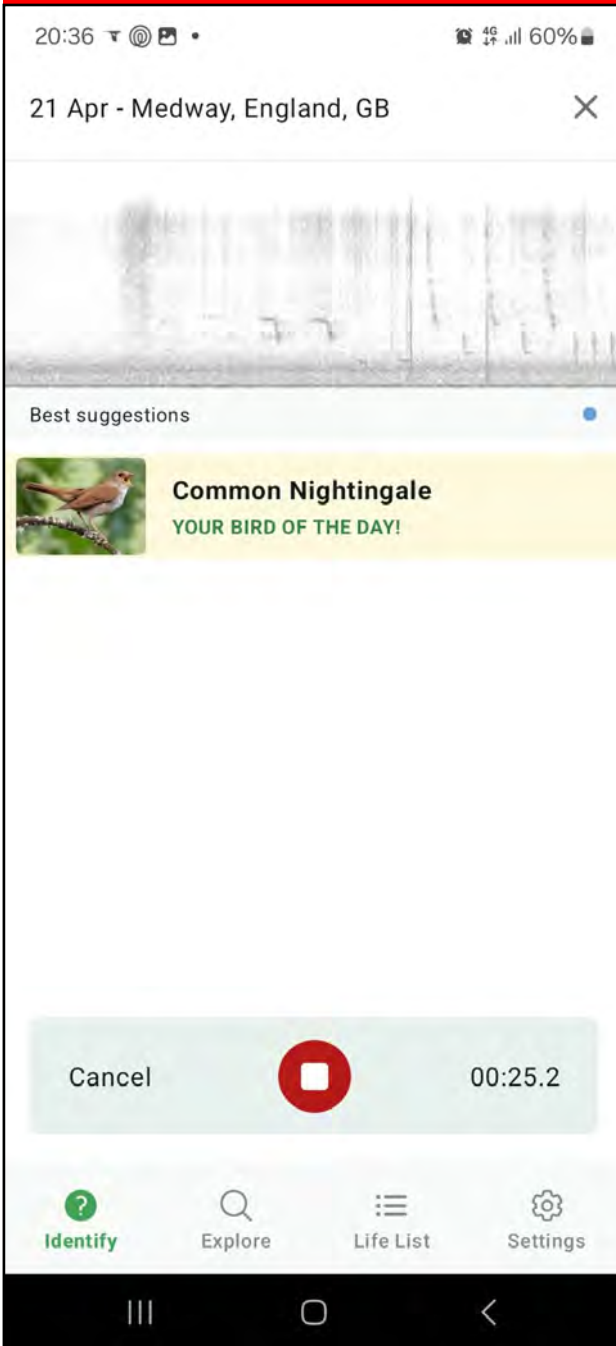 20:36 4G 60%
21 Apr - Medway, England, GB
Best suggestions
Common Nightingale
YOUR BIRD OF THE DAY!
Cancel 00:25.2
? Identify Explore Life List Settings